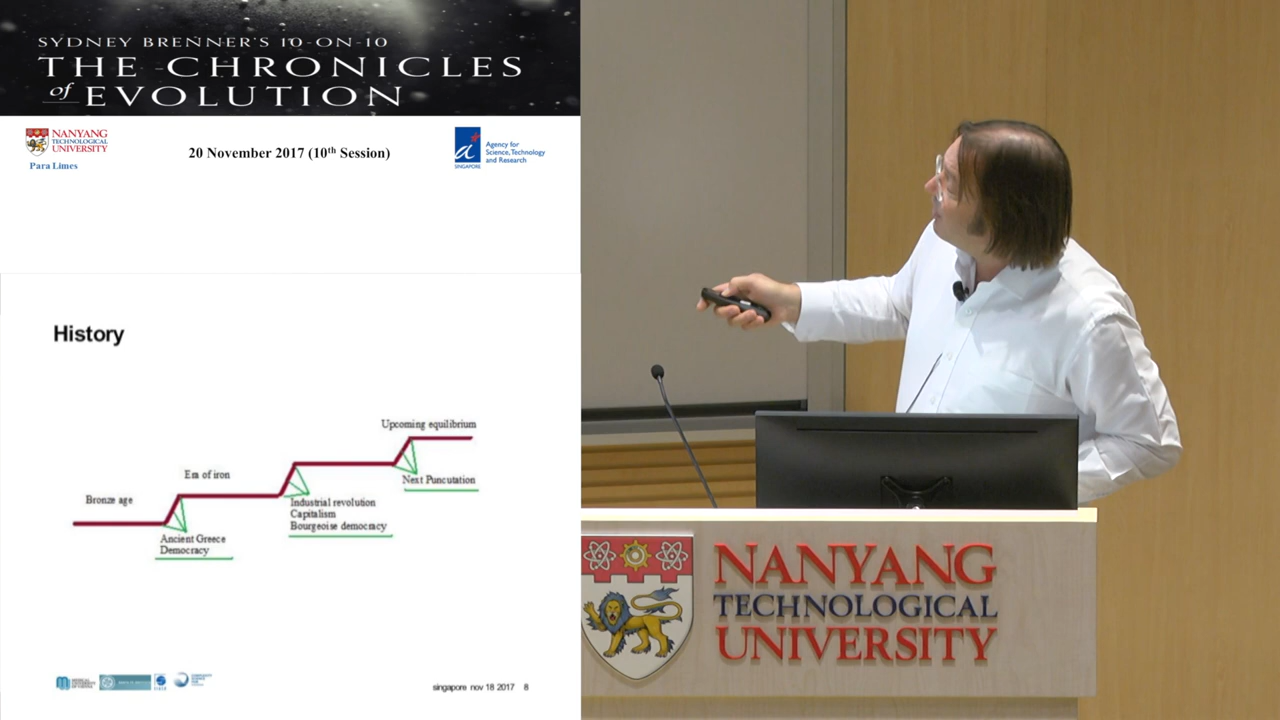 SYDNEY BRENNER'S 10-ON-10
THE CHRONICLES
of EVOLUTION
NANYANG
TECHNOLOGICAL
UNIVERSITY
Para Limes
20 November 2017 (10th Session)
SINGAPORE
Agency for
Science, Technology
and Research
History
Upcoming equilibrium
Era of iron
Next Puncutation
Bronze age
Industrial revolution
Capitalism
Bourgeoise democracy
Ancient Greece
Democracy
singapore nov 18 2017 8
NANYANG
TECHNOLOGICAL
UNIVERSITY